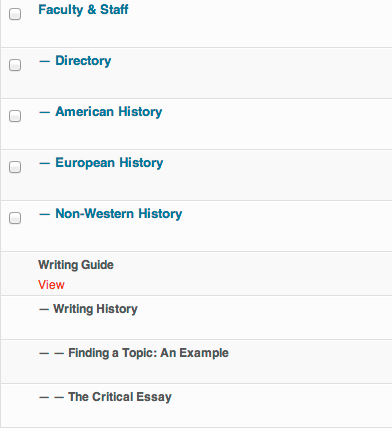 Faculty & Staff
— Directory
— American History
— European History
— Non-Western History
Writing Guide
View
— Writing History
— — Finding a Topic: An Example
— — The Critical Essay